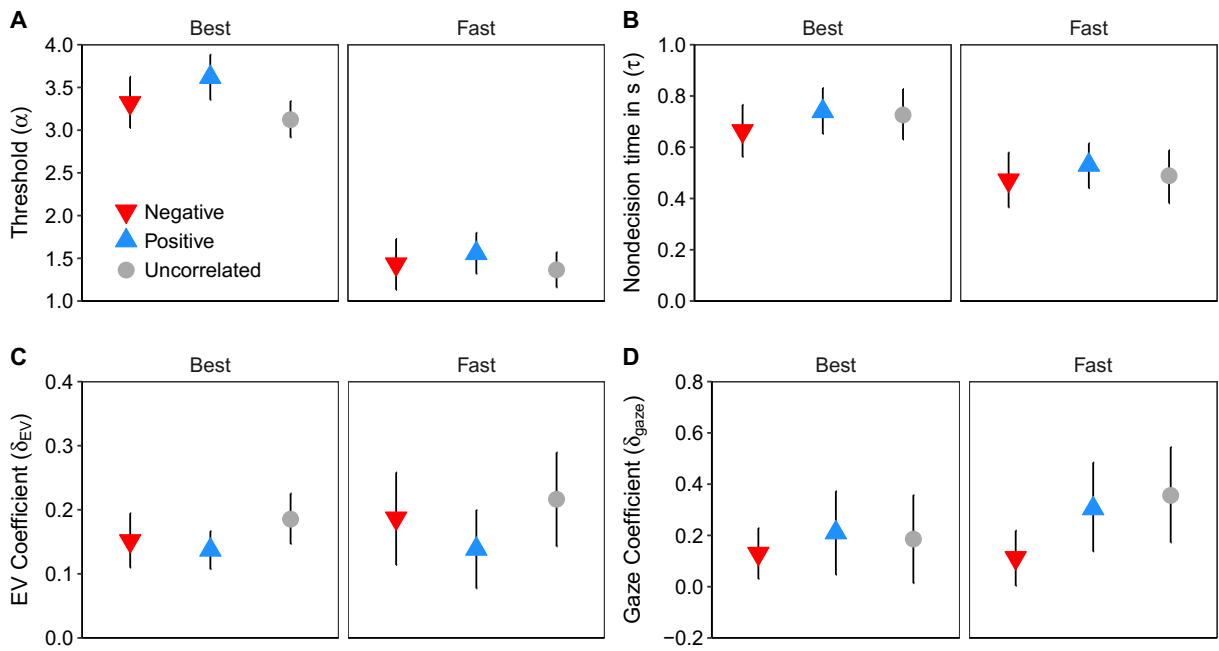 A
Best
Fast
Threshold (α)
4.0
3.5
3.0
2.5
2.0
1.5
1.0
Negative
Positive
Uncorrelated
B
Best
Fast
Nondecision time in s (τ)
1.0
0.8
0.6
0.4
0.2
0.0
C
Best
Fast
EV Coefficient (δEV)
0.4
0.3
0.2
0.1
0.0
D
Best
Fast
Gaze Coefficient (δgaze)
0.8
0.6
0.4
0.2
0.0
−0.2